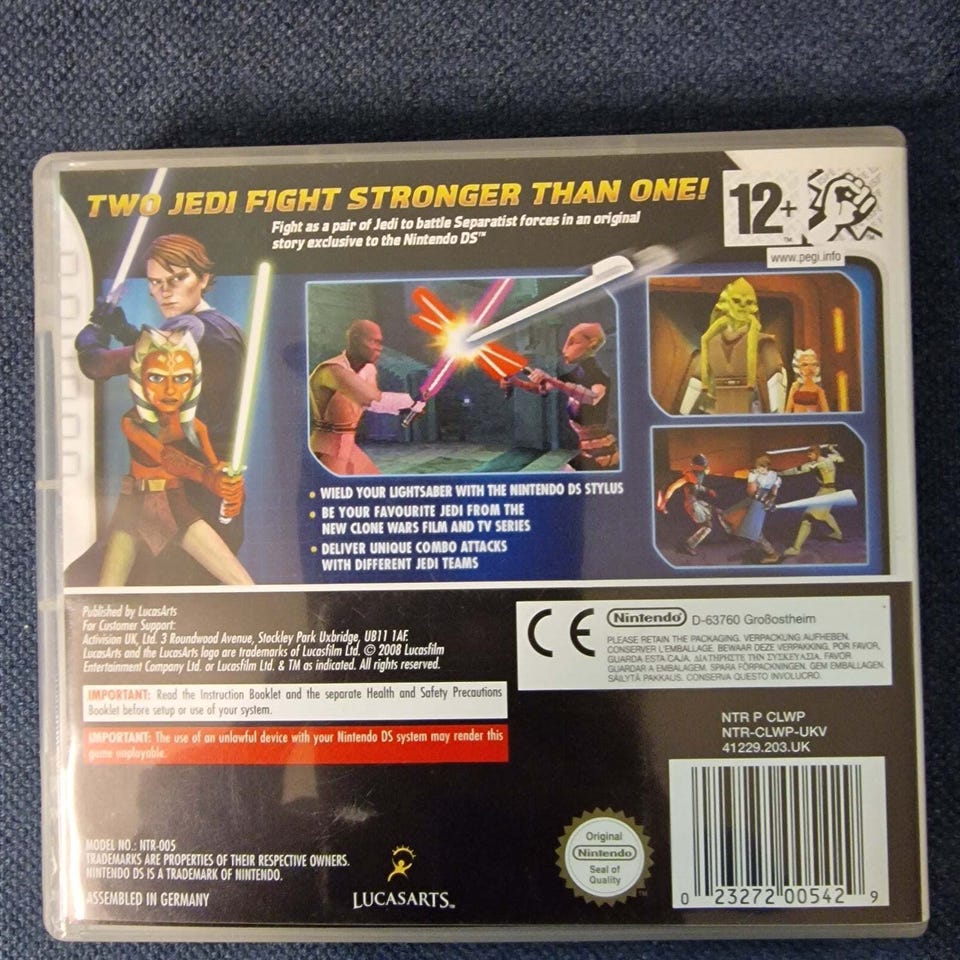 TWO JEDI FIGHT STRONGER THAN ONE!
Fight as a pair of Jedi to battle Separatist forces in an original
story exclusive to the Nintendo DS™
12+
™
www.pegi.info
• WIELD YOUR LIGHTSABER WITH THE NINTENDO DS STYLUS
• BE YOUR FAVOURITE JEDI FROM THE
NEW CLONE WARS FILM AND TV SERIES
• DELIVER UNIQUE COMBO ATTACKS
WITH DIFFERENT JEDI TEAMS
Published by LucasArts
For Customer Support:
Activision UK, Ltd. 3 Roundwood Avenue, Stockley Park Uxbridge, UB11 1AF
LucasArts and the LucasArts logo are trademarks of Lucasfilm Ltd. © 2008 Lucasfilm
Entertainment Company Ltd. or Lucasfilm Ltd. & TM as indicated. All rights reserved.
IMPORTANT: Read the Instruction Booklet and the separate Health and Safety Precautions
Booklet before setup or use of your system.
IMPORTANT: The use of an unlawful device with your Nintendo DS system may render this
game unplayable.
CE
Nintendo® D-63760 Großostheim
PLEASE RETAIN THE PACKAGING. VERPACKUNG AUFHEBEN.
CONSERVER L'EMBALLAGE. BEWAAR DEZE VERPAKKING. POR FAVOR,
GUARDA ESTA CAJA. ΔΙΑΤΗΡΗΣΤΕ ΤΗΝ ΣΥΣΚΕΥΑΣΙΑ. FAVOR
GUARDAR A EMBALAGEM. SPARA FÖRPACKNINGEN. GEM EMBALLAGEN.
SÄILYTÄ PAKKAUS. CONSERVA QUESTO INVOLUCRO.
NTR P CLWP
NTR-CLWP-UKV
41229.203.UK
MODEL NO.: NTR-005
TRADEMARKS ARE PROPERTIES OF THEIR RESPECTIVE OWNERS.
NINTENDO DS IS A TRADEMARK OF NINTENDO.
ASSEMBLED IN GERMANY
LUCASARTS™
Original
Nintendo®
Seal of
Quality
™
0 23272 00542 9